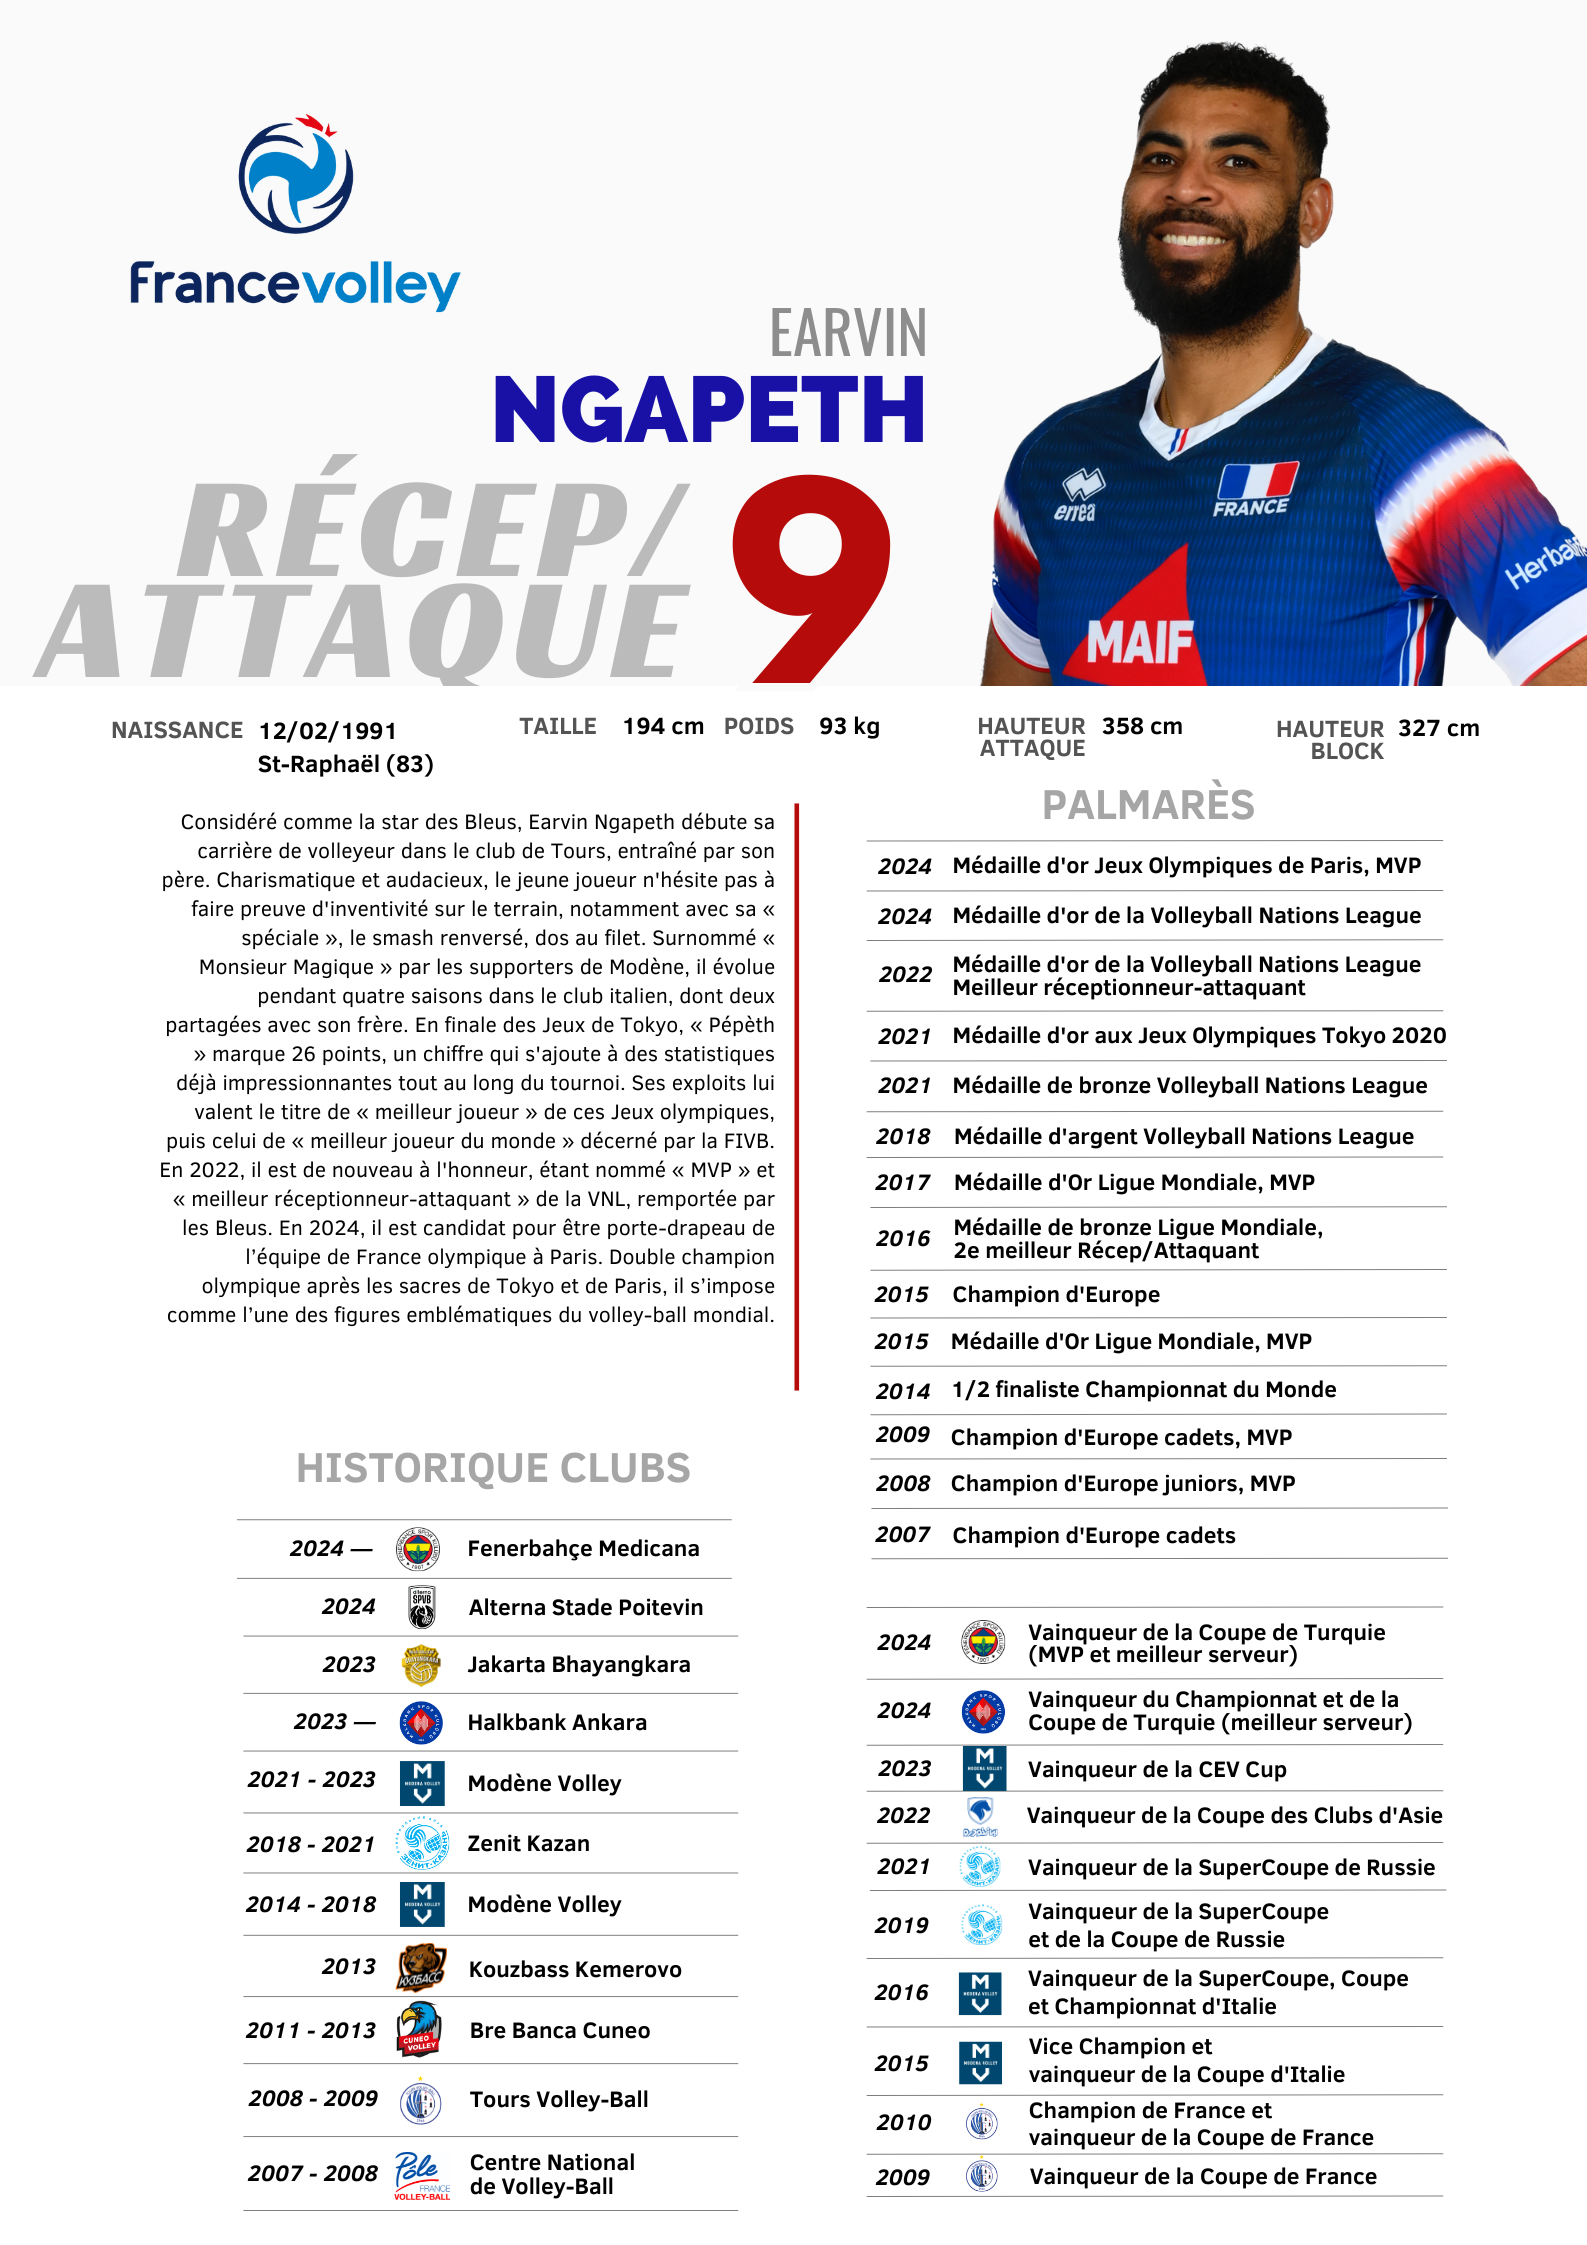 Francevolley
EARVIN
NGAPETH
RÉCEP/
ATTAQUE
9
erreà
FRANCE
MAIF
NAISSANCE 12/02/1991
St-Raphaël (83)
TAILLE 194 cm POIDS 93 kg
HAUTEUR 358 cm
ATTAQUE
HAUTEUR 327 cm
BLOCK
Considéré comme la star des Bleus, Earvin Ngapeth débute sa
carrière de volleyeur dans le club de Tours, entraîné par son
père. Charismatique et audacieux, le jeune joueur n'hésite pas à
faire preuve d'inventivité sur le terrain, notamment avec sa «
spéciale », le smash renversé, dos au filet. Surnommé «
Monsieur Magique » par les supporters de Modène, il évolue
pendant quatre saisons dans le club italien, dont deux
partagées avec son frère. En finale des Jeux de Tokyo, « Pépèth
» marque 26 points, un chiffre qui s'ajoute à des statistiques
déjà impressionnantes tout au long du tournoi. Ses exploits lui
valent le titre de « meilleur joueur » de ces Jeux olympiques,
puis celui de « meilleur joueur du monde » décerné par la FIVB.
En 2022, il est de nouveau à l'honneur, étant nommé « MVP » et
« meilleur réceptionneur-attaquant » de la VNL, remportée par
les Bleus. En 2024, il est candidat pour être porte-drapeau de
l’équipe de France olympique à Paris. Double champion
olympique après les sacres de Tokyo et de Paris, il s’impose
comme l’une des figures emblématiques du volley-ball mondial.
HISTORIQUE CLUBS
2024 — Fenerbahçe Medicana
2024 Alterna Stade Poitevin
2023 Jakarta Bhayangkara
2023 — Halkbank Ankara
2021 - 2023 Modène Volley
2018 - 2021 Zenit Kazan
2014 - 2018 Modène Volley
2013 КУЗБАСС Kouzbass Kemerovo
2011 - 2013 CUNEO VOLLEY Bre Banca Cuneo
2008 - 2009 Tours Volley-Ball
2007 - 2008 Pôle FRANCE VOLLEY-BALL Centre National
de Volley-Ball
PALMARÈS
2024 Médaille d'or Jeux Olympiques de Paris, MVP
2024 Médaille d'or de la Volleyball Nations League
2022 Médaille d'or de la Volleyball Nations League
Meilleur réceptionneur-attaquant
2021 Médaille d'or aux Jeux Olympiques Tokyo 2020
2021 Médaille de bronze Volleyball Nations League
2018 Médaille d'argent Volleyball Nations League
2017 Médaille d'Or Ligue Mondiale, MVP
2016 Médaille de bronze Ligue Mondiale,
2e meilleur Récep/Attaquant
2015 Champion d'Europe
2015 Médaille d'Or Ligue Mondiale, MVP
2014 1/2 finaliste Championnat du Monde
2009 Champion d'Europe cadets, MVP
2008 Champion d'Europe juniors, MVP
2007 Champion d'Europe cadets
2024 Vainqueur de la Coupe de Turquie
(MVP et meilleur serveur)
2024 Vainqueur du Championnat et de la
Coupe de Turquie (meilleur serveur)
2023 Vainqueur de la CEV Cup
2022 Vainqueur de la Coupe des Clubs d'Asie
2021 Vainqueur de la SuperCoupe de Russie
2019 Vainqueur de la SuperCoupe
et de la Coupe de Russie
2016 Vainqueur de la SuperCoupe, Coupe
et Championnat d'Italie
2015 Vice Champion et
vainqueur de la Coupe d'Italie
2010 Champion de France et
vainqueur de la Coupe de France
2009 Vainqueur de la Coupe de France